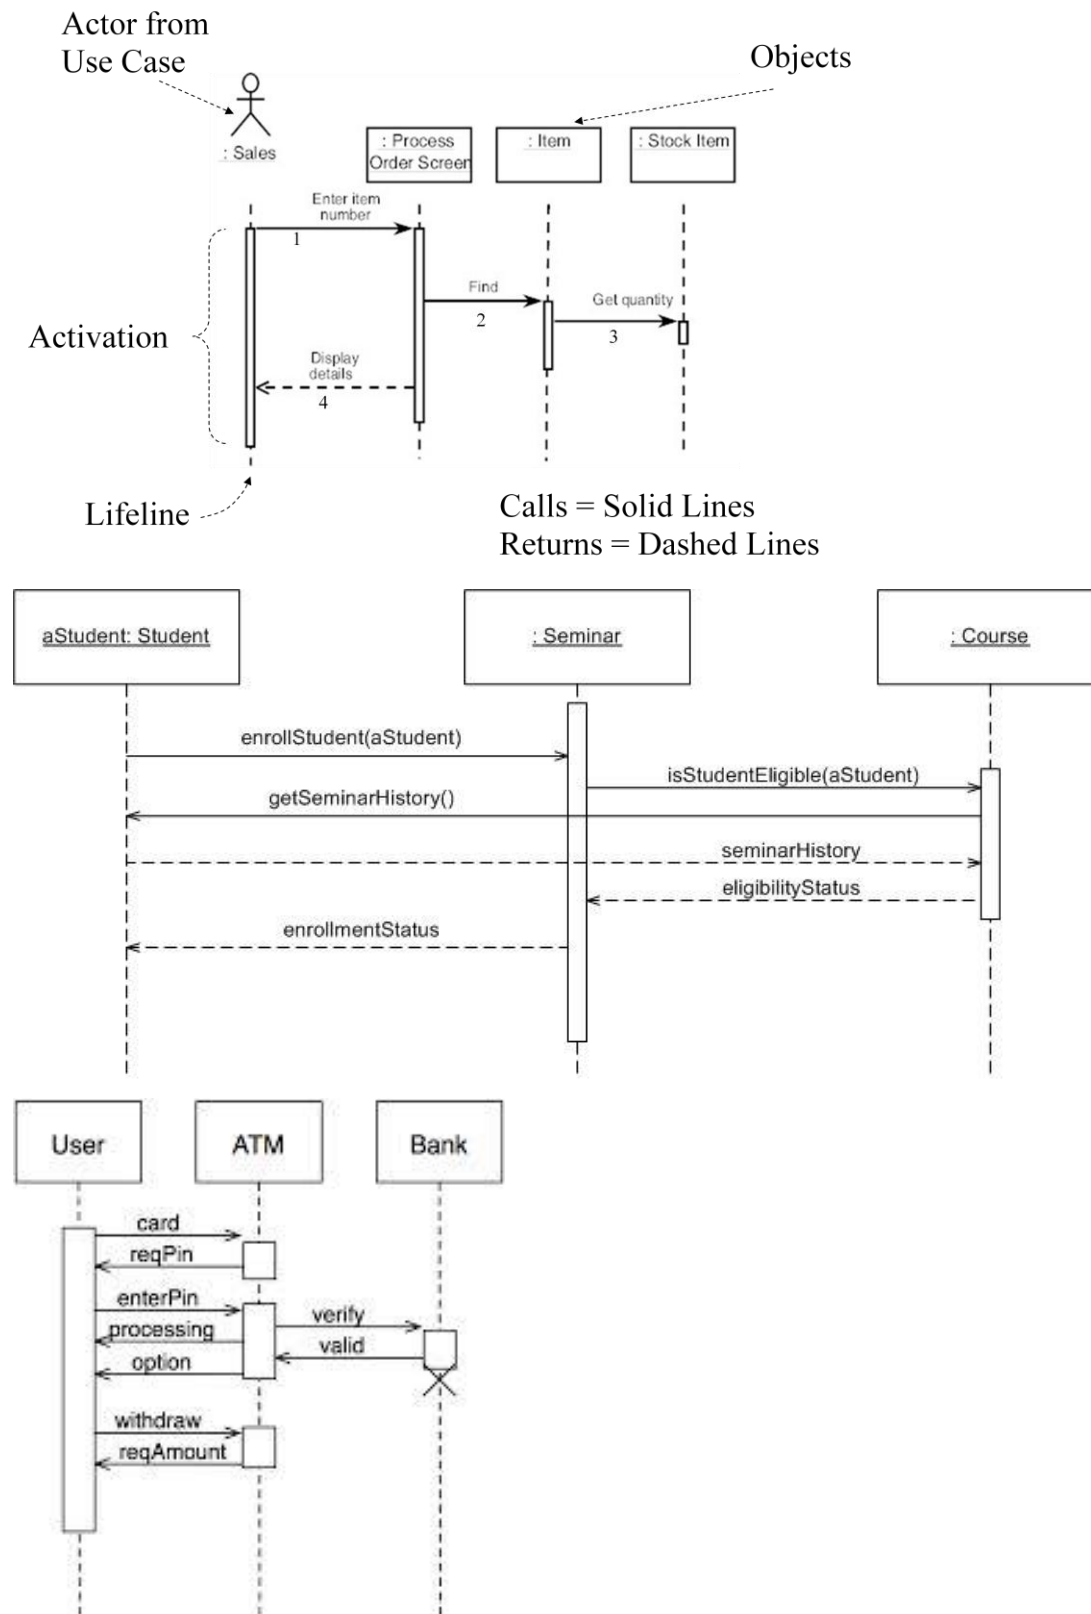 Actor from
Use Case
Objects
: Sales
: Process
Order Screen
: Item
: Stock Item
Enter item
number
1
Find
2
Get quantity
3
Activation
Display
details
4
Lifeline
Calls = Solid Lines
Returns = Dashed Lines
aStudent: Student
: Seminar
: Course
enrollStudent(aStudent)
isStudentEligible(aStudent)
getSeminarHistory()
seminarHistory
eligibilityStatus
enrollmentStatus
User
ATM
Bank
card
reqPin
enterPin
verify
processing
valid
option
withdraw
reqAmount